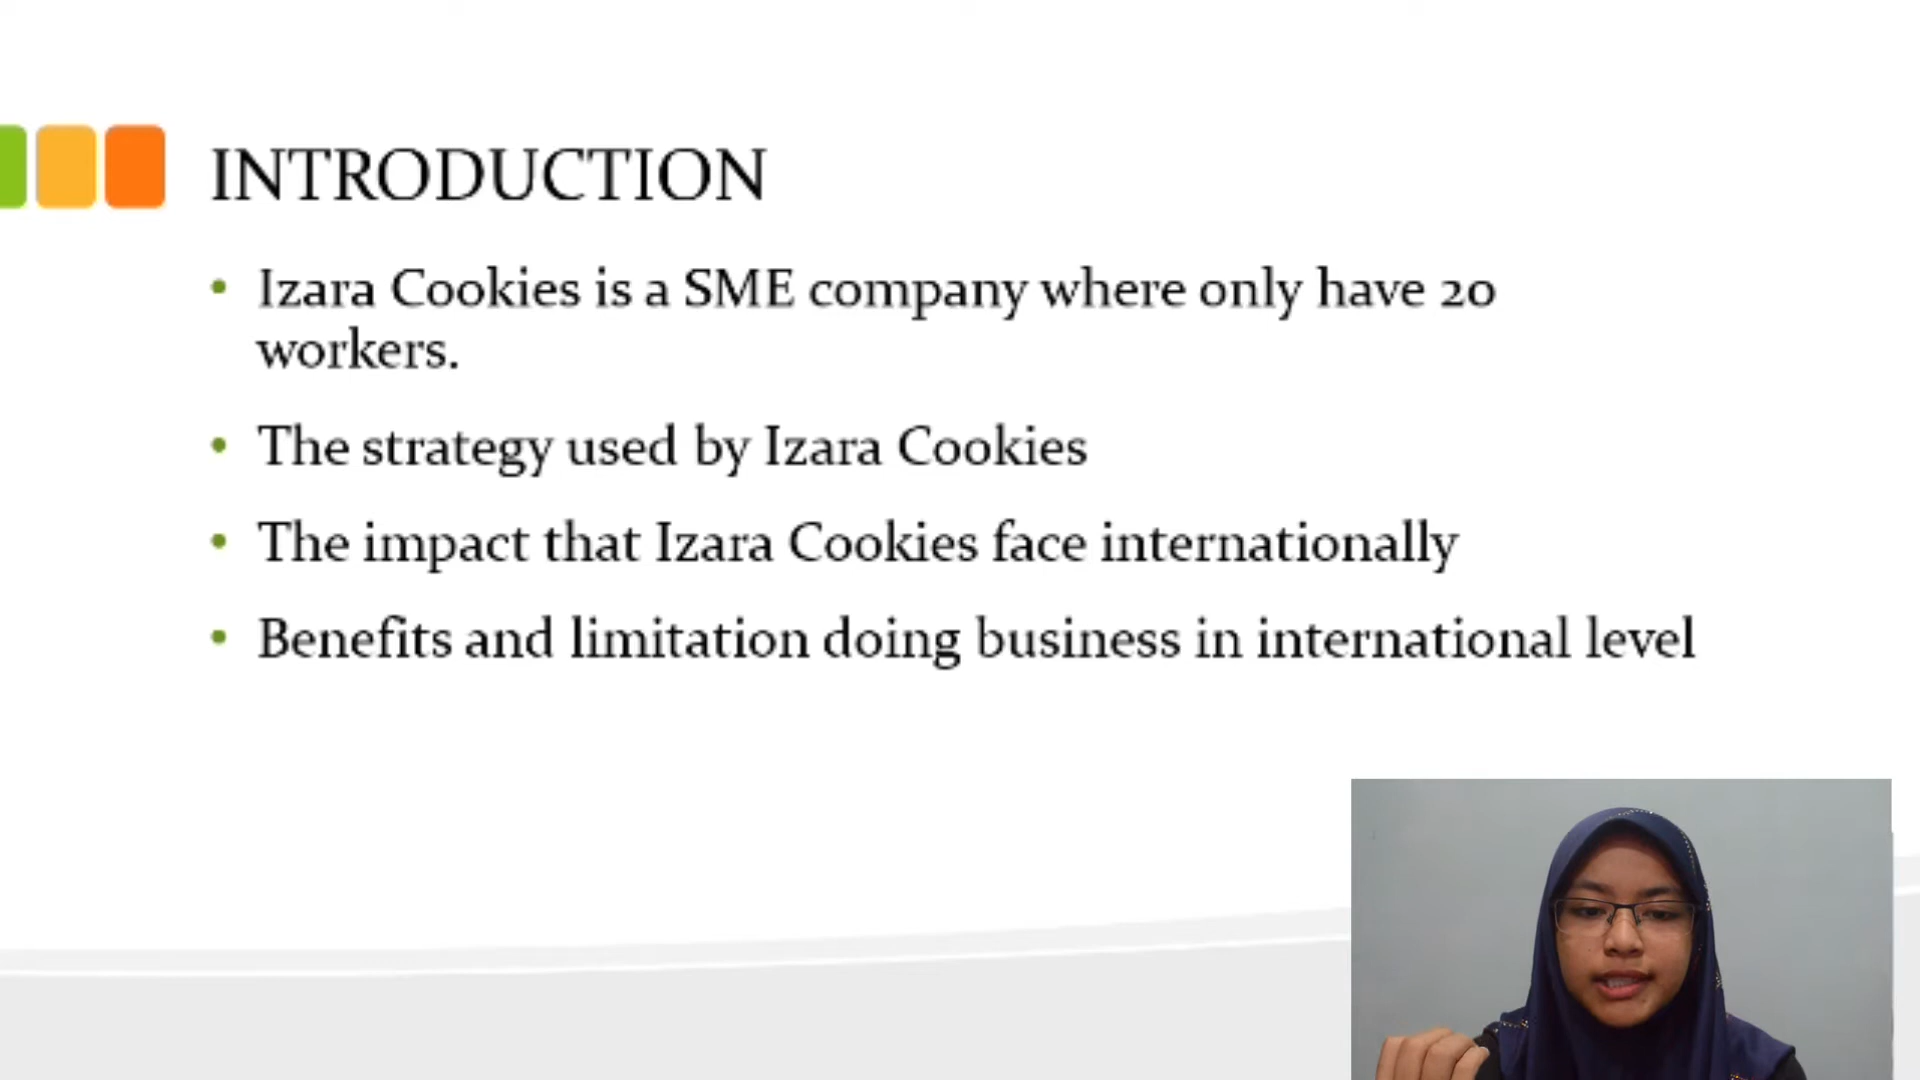 INTRODUCTION
• Izara Cookies is a SME company where only have 20
workers.
• The strategy used by Izara Cookies
• The impact that Izara Cookies face internationally
• Benefits and limitation doing business in international level